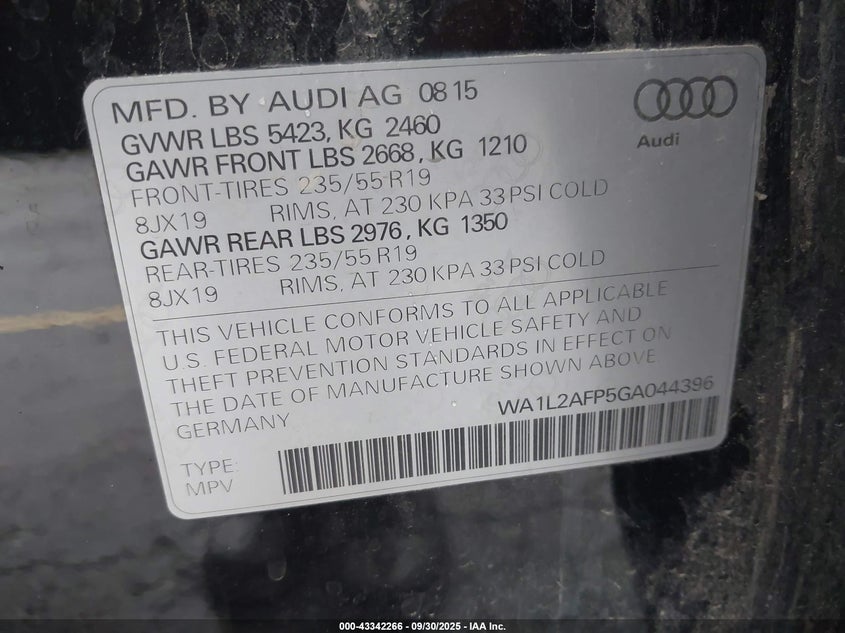 MFD. BY AUDI AG 08 15
GVWR LBS 5423, KG 2460
GAWR FRONT LBS 2668, KG 1210
FRONT-TIRES 235/55 R19
8JX19 RIMS, AT 230 KPA 33 PSI COLD
GAWR REAR LBS 2976, KG 1350
REAR-TIRES 235/55 R19
8JX19 RIMS, AT 230 KPA 33 PSI COLD
Audi
THIS VEHICLE CONFORMS TO ALL APPLICABLE
U.S. FEDERAL MOTOR VEHICLE SAFETY AND
THEFT PREVENTION STANDARDS IN EFFECT ON
THE DATE OF MANUFACTURE SHOWN ABOVE
GERMANY WA1L2AFP5GA044396
TYPE:
MPV
000-43342266 - 09/30/2025 - IAA Inc.